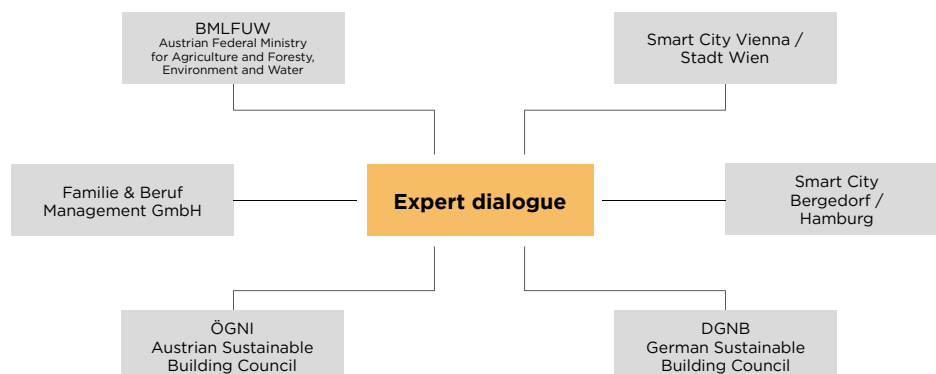 BMLFUW
Austrian Federal Ministry
for Agriculture and Foresty,
Environment and Water
Smart City Vienna /
Stadt Wien
Familie & Beruf
Management GmbH
Expert dialogue
Smart City
Bergedorf /
Hamburg
ÖGNI
Austrian Sustainable
Building Council
DGNB
German Sustainable
Building Council